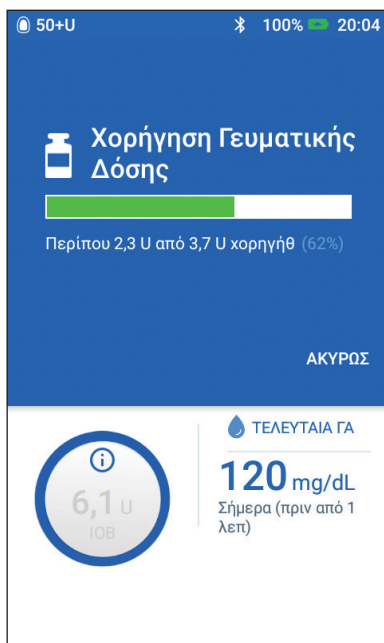 50+U 100% 20:04
Χορήγηση Γευματικής
Δόσης
Περίπου 2,3 U από 3,7 U χορηγήθ (62%)
ΑΚΥΡΩΣ
ΤΕΛΕΥΤΑΙΑ ΓΑ
120 mg/dL
Σήμερα (πριν από 1
λεπ)
6,1 U
IOB